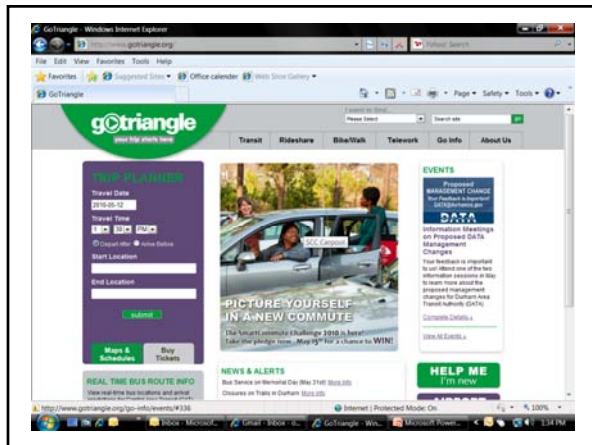 GoTriangle - Windows Internet Explorer
http://www.gotriangle.org/
Yahoo! Search
File Edit View Favorites Tools Help
Favorites Suggested Sites Office calender Web Slice Gallery
GoTriangle
Page Safety Tools
gotriangle
your trip starts here
I want to find...
Please Select
Search site
go
Transit Rideshare Bike/Walk Telework Go Info About Us
TRIP PLANNER
Travel Date
2010-05-12
Travel Time
1 30 PM
Depart After Arrive Before
Start Location
End Location
submit
Maps & Schedules
Buy Tickets
REAL TIME BUS ROUTE INFO
View real-time bus locations and arrival
SCC Carpool
PICTURE YOURSELF
IN A NEW COMMUTE
The SmartCommute Challenge 2010 is here!
Take the pledge now - May 15th for a chance to WIN!
NEWS & ALERTS
Bus Service on Memorial Day (May 31st) More info
Closures on Trails in Durham More info
EVENTS
Proposed
MANAGEMENT CHANGE
Your Feedback is Important!
DATA
Information Meetings
on Proposed DATA
Management
Changes
Your feedback is important
to us! Attend one of the two
information sessions in May
to learn more about the
proposed management
changes for Durham Area
Transit Authority (DATA)
Complete Details »
View All Events »
HELP ME
I'm new
http://www.gotriangle.org/go-info/events/#336
Internet | Protected Mode: On
100%
Inbox - Microsof...
Gmail - Inbox - g...
GoTriangle - Win...
Microsoft Power...
1:34 PM